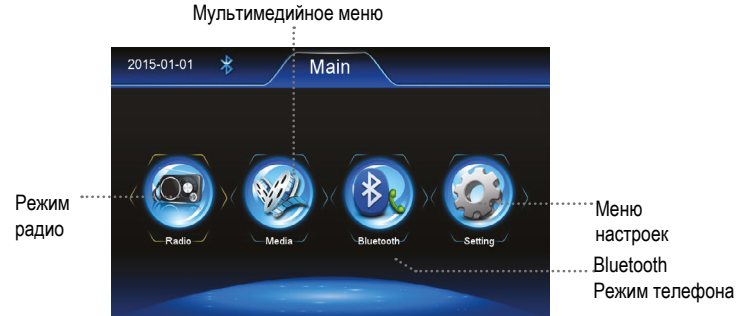 Мультимедийное меню
2015-01-01 Main
Режим
радио
Radio Media Bluetooth Setting
Меню
настроек
Bluetooth
Режим телефона